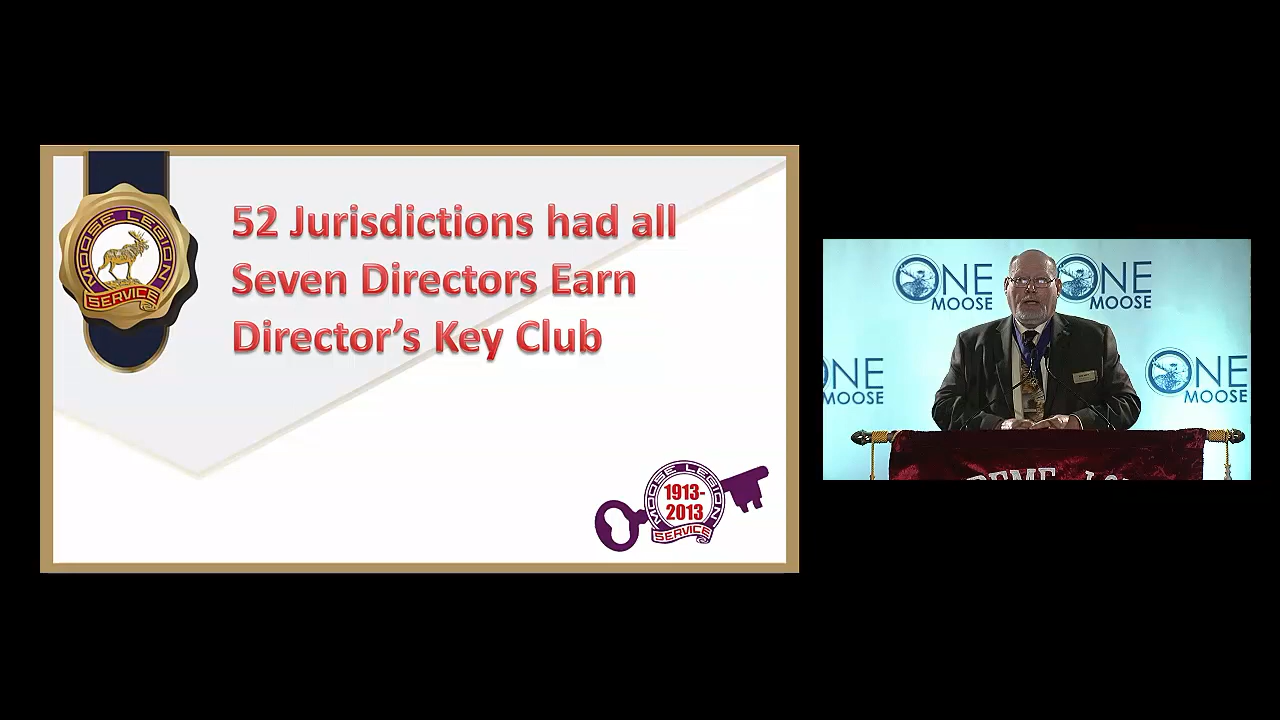 52 Jurisdictions had all
Seven Directors Earn
Director's Key Club
MOOSE LEGION
SERVICE
MOOSE LEGION
1913-
2013
SERVICE
ONE
MOOSE
ONE
MOOSE
ONE
MOOSE
ONE
MOOSE